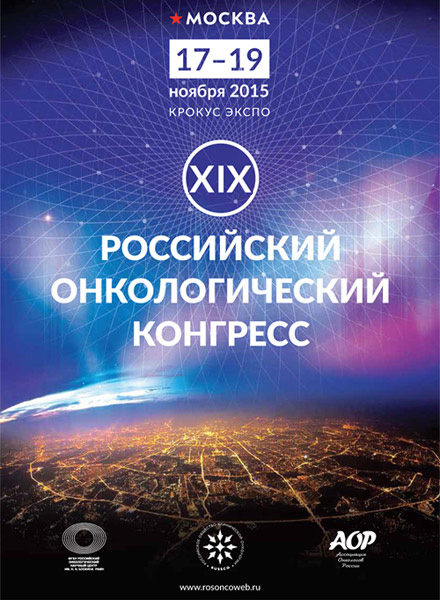 МОСКВА
17–19
ноября 2015
КРОКУС ЭКСПО
XIX
РОССИЙСКИЙ
ОНКОЛОГИЧЕСКИЙ
КОНГРЕСС
ФГБУ РОССИЙСКИЙ
ОНКОЛОГИЧЕСКИЙ
НАУЧНЫЙ ЦЕНТР
ИМ. Н. Н. БЛОХИНА
RUSSCO
АОР
Ассоциация
Онкологов
России
www.rosoncoweb.ru